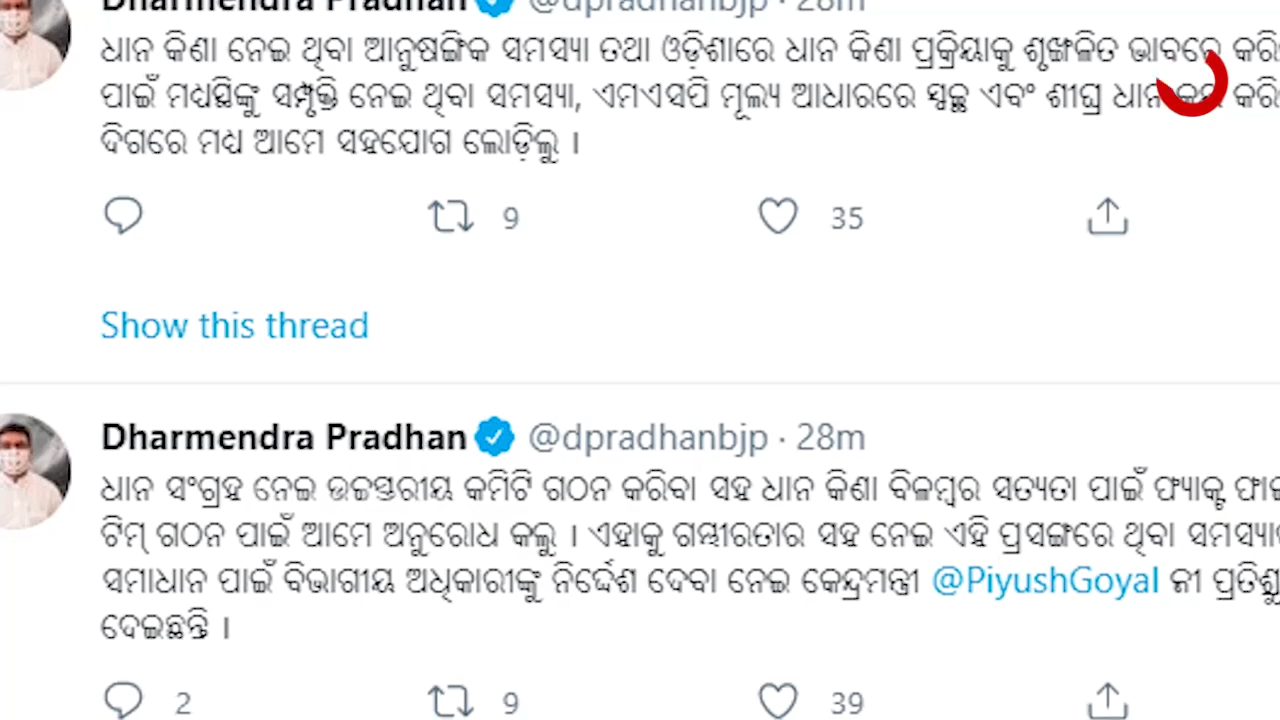 Dharmendra Pradhan @dpradhanbjp · 28m
ଧାନ କିଣା ନେଇ ଥିବା ଆନୁଷଙ୍ଗିକ ସମସ୍ୟା ତଥା ଓଡ଼ିଶାରେ ଧାନ କିଣା ପ୍ରକ୍ରିୟାକୁ ଶୃଙ୍ଖଳିତ ଭାବରେ
ପାଇଁ ମଧ୍ୟସ୍ଥିଙ୍କୁ ସମ୍ପୃକ୍ତି ନେଇ ଥିବା ସମସ୍ୟା, ଏମଏସପି ମୂଲ୍ୟ ଆଧାରରେ ସ୍ୱଚ୍ଛ ଏବଂ ଶୀଘ୍ର ଧାନ
ଦିଗରେ ମଧ୍ୟ ଆମେ ସହଯୋଗ ଲୋଡ଼ିଲୁ ।
9 35
Show this thread
Dharmendra Pradhan @dpradhanbjp · 28m
ଧାନ ସଂଗ୍ରହ ନେଇ ଉଚ୍ଚସ୍ତରୀୟ କମିଟି ଗଠନ କରିବା ସହ ଧାନ କିଣା ବିଳମ୍ବର ସତ୍ୟତା ପାଇଁ ଫ୍ୟାକ୍ଟ
ଟିମ୍ ଗଠନ ପାଇଁ ଆମେ ଅନୁରୋଧ କଲୁ । ଏହାକୁ ଗମ୍ଭୀରତାର ସହ ନେଇ ଏହି ପ୍ରସଙ୍ଗରେ ଥିବା
ସମାଧାନ ପାଇଁ ବିଭାଗୀୟ ଅଧିକାରୀଙ୍କୁ ନିର୍ଦ୍ଦେଶ ଦେବା ନେଇ କେନ୍ଦ୍ରମନ୍ତ୍ରୀ @PiyushGoyal ଜୀ
ଦେଇଛନ୍ତି ।
2 9 39